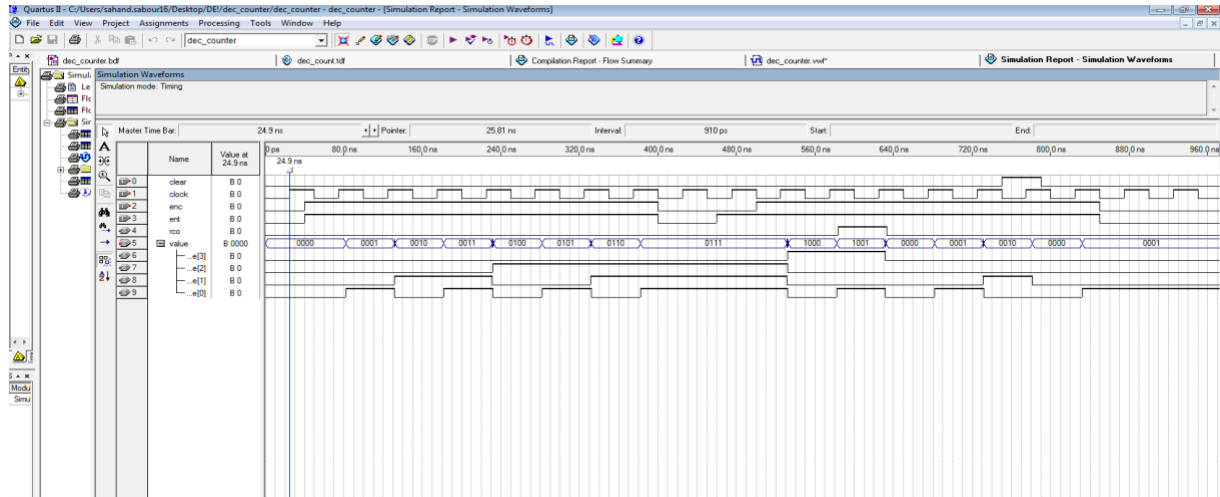 Quartus II - C:/Users/sahand.sabour16/Desktop/DE!/dec_counter/dec_counter - dec_counter - [Simulation Report - Simulation Waveforms]
File Edit View Project Assignments Processing Tools Window Help
dec_counter
dec_counter.bdf dec_count.tdf Compilation Report - Flow Summary dec_counter.vwf* Simulation Report - Simulation Waveforms
Entity
Simul Simulation Waveforms
Le Simulation mode: Timing
Flo
Flo
Sir
Master Time Bar: 24.9 ns Pointer: 25.81 ns Interval: 910 ps Start: End:
Name Value at 24.9 ns
0 ps 80.0 ns 160.0 ns 240.0 ns 320.0 ns 400.0 ns 480.0 ns 560.0 ns 640.0 ns 720.0 ns 800.0 ns 880.0 ns 960.0 ns
24.9 ns
0 clear B 0
1 clock B 0
2 enc B 0
3 ent B 0
4 rco B 0
5 value B 0000 0000 0001 0010 0011 0100 0101 0110 0111 1000 1001 0000 0001 0010 0000 0001
6 ...e[3] B 0
7 ...e[2] B 0
8 ...e[1] B 0
9 ...e[0] B 0
Modu
Simu